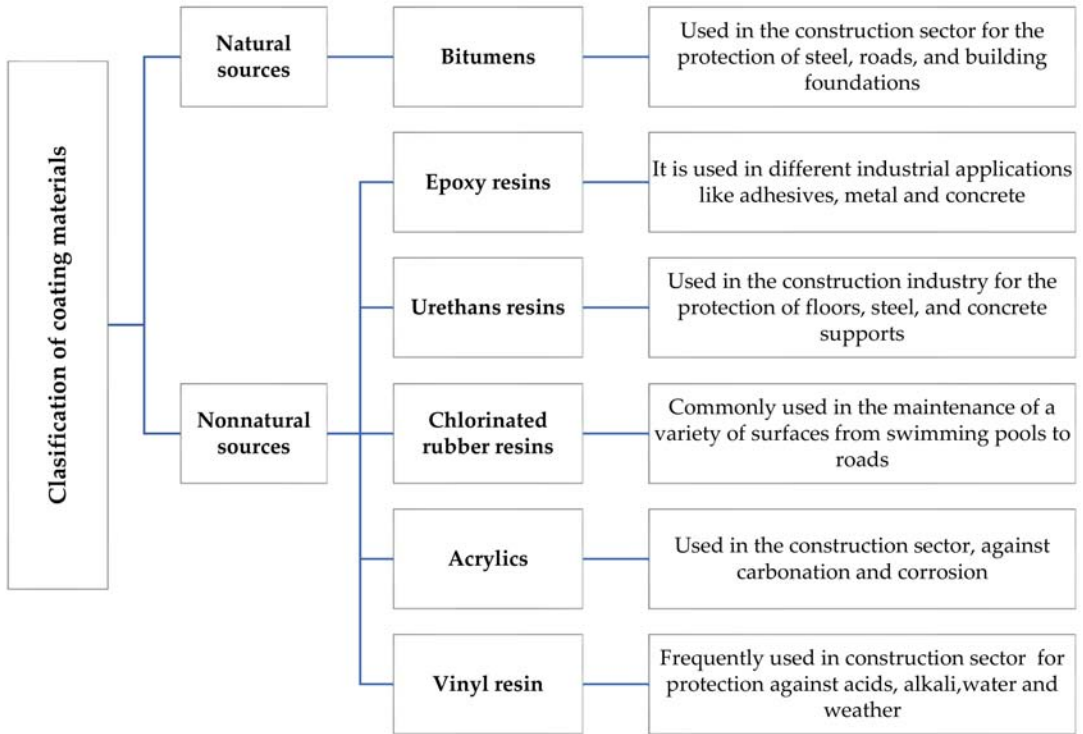 Clasification of coating materials
Natural
sources
Bitumens
Used in the construction sector for the
protection of steel, roads, and building
foundations
Nonnatural
sources
Epoxy resins
It is used in different industrial applications
like adhesives, metal and concrete
Urethans resins
Used in the construction industry for the
protection of floors, steel, and concrete
supports
Chlorinated
rubber resins
Commonly used in the maintenance of a
variety of surfaces from swimming pools to
roads
Acrylics
Used in the construction sector, against
carbonation and corrosion
Vinyl resin
Frequently used in construction sector for
protection against acids, alkali,water and
weather